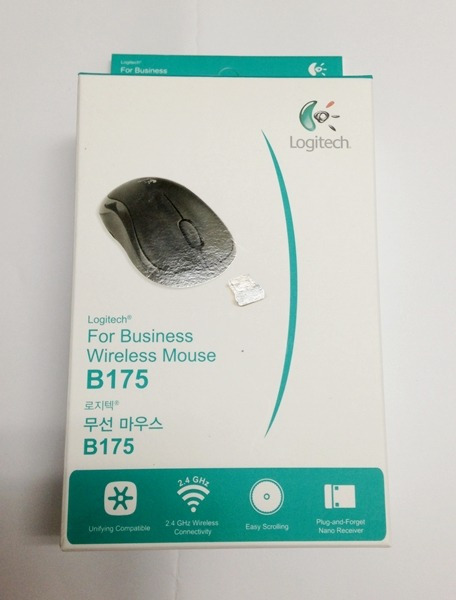 Logitech®
For Business
Logitech
Logitech®
For Business
Wireless Mouse
B175
로지텍®
무선 마우스
B175
2.4 GHz
Unifying Compatible
2.4 GHz Wireless
Connectivity
Easy Scrolling
Plug-and-Forget
Nano Receiver